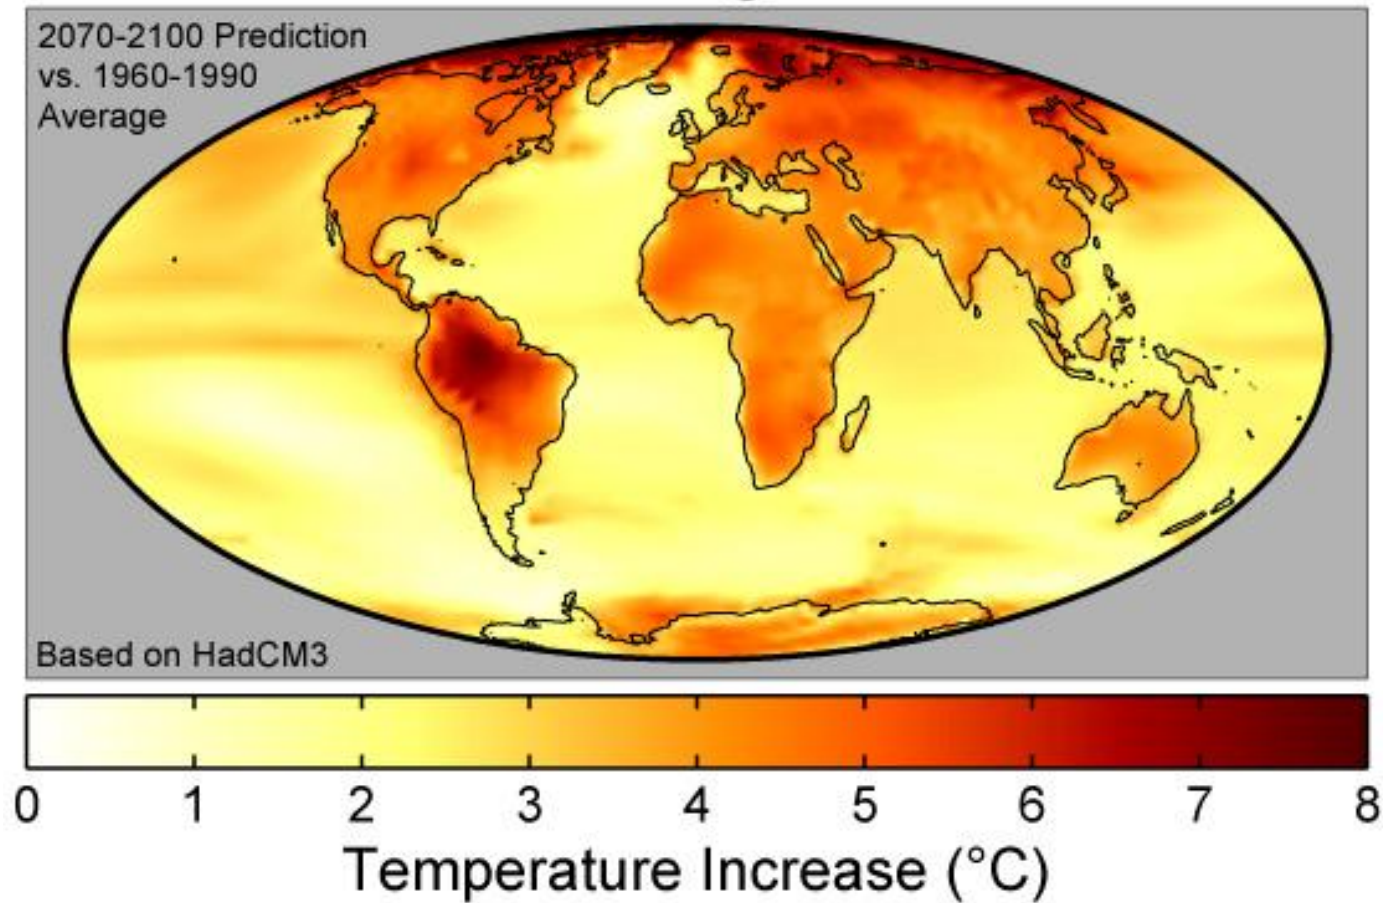 2070-2100 Prediction
vs. 1960-1990
Average
Based on HadCM3
0 1 2 3 4 5 6 7 8
Temperature Increase (°C)